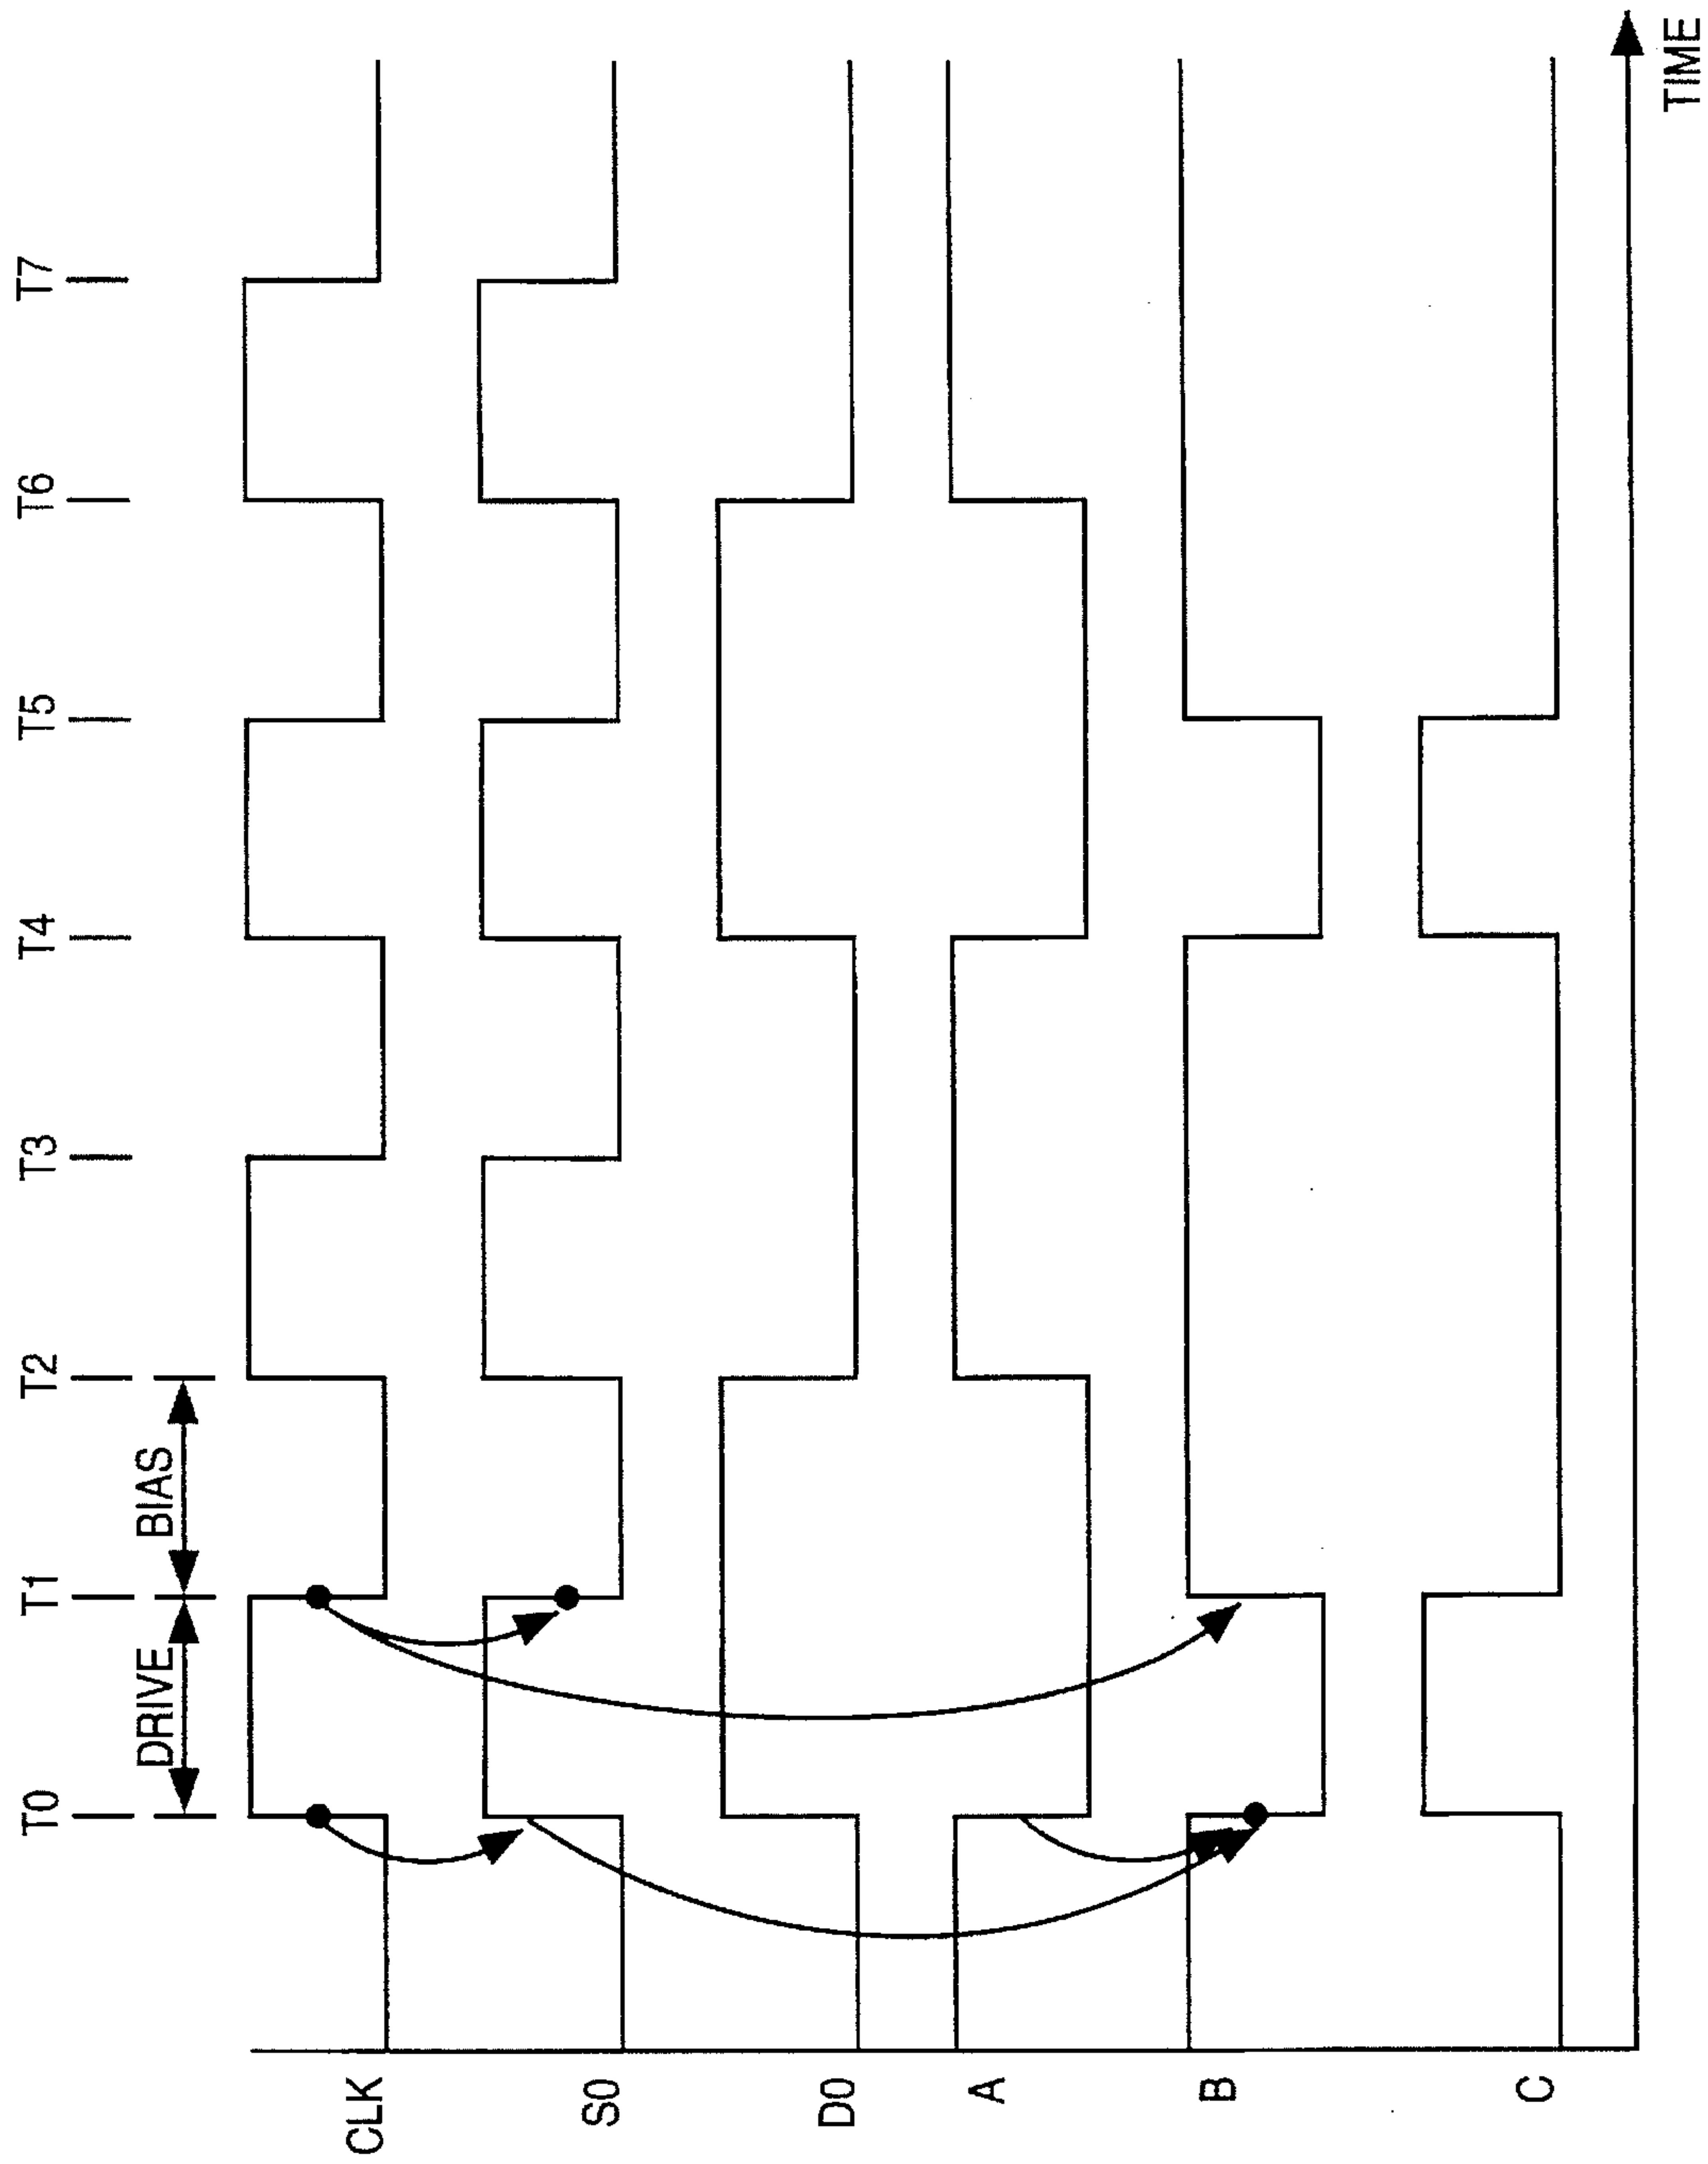 T0 T1 T2 T3 T4 T5 T6 T7
DRIVE BIAS
CLK
S0
D0
A
B
C
TIME